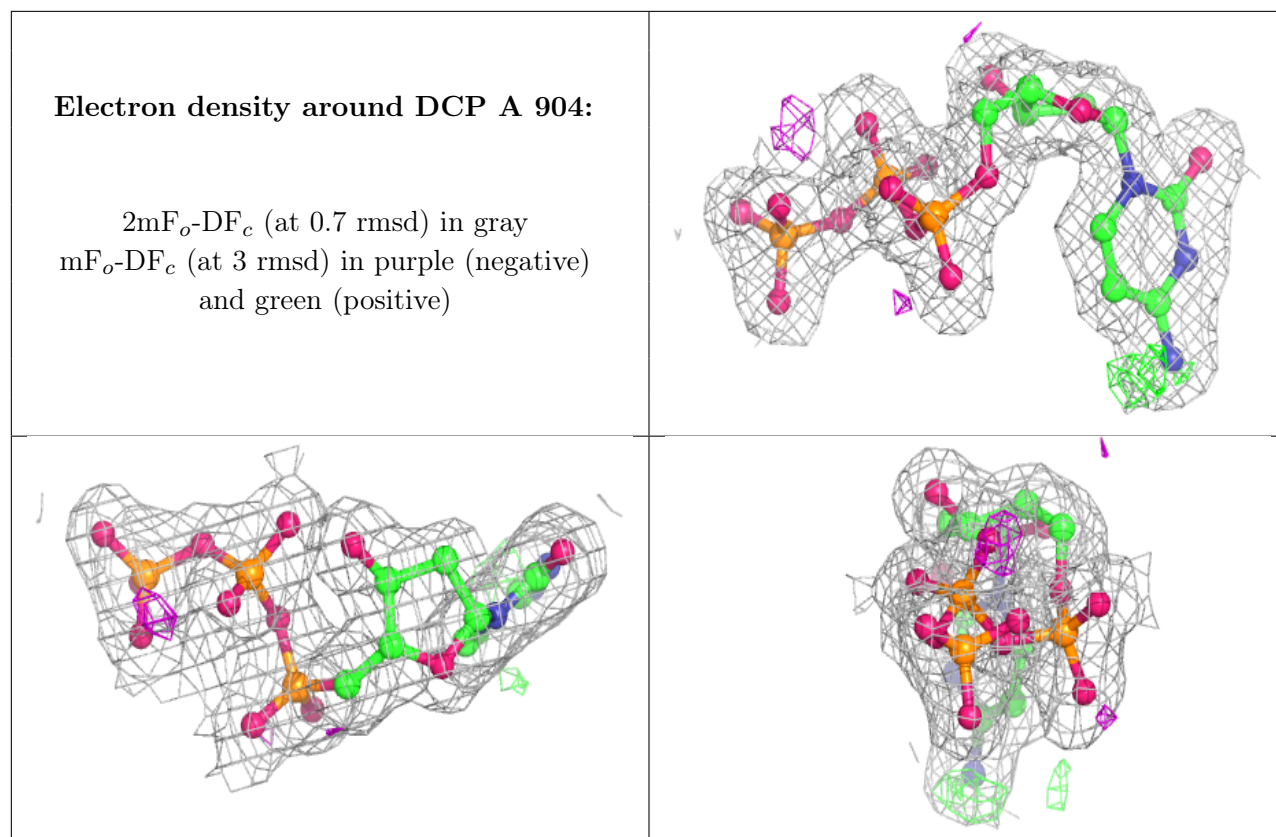 Electron density around DCP A 904:
2mFo-DFc (at 0.7 rmsd) in gray
mFo-DFc (at 3 rmsd) in purple (negative)
and green (positive)